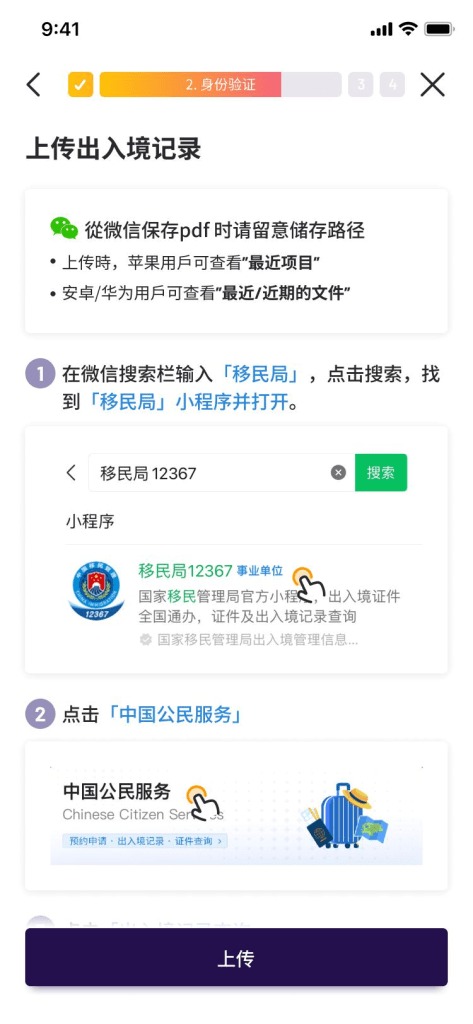 9:41
2. 身份验证
3
4
上传出入境记录
從微信保存pdf 时请留意储存路径
• 上传時，苹果用戶可查看"最近项目"
• 安卓/华为用戶可查看"最近/近期的文件"
1 在微信搜索栏输入「移民局」，点击搜索，找
到「移民局」小程序并打开。
移民局 12367
搜索
小程序
移民局12367 事业单位
国家移民管理局官方小程，出入境证件
全国通办，证件及出入境记录查询
国家移民管理局出入境管理信息...
12367
2 点击「中国公民服务」
中国公民服务
Chinese Citizen Ser es
预约申请 · 出入境记录 · 证件查询 ›
上传